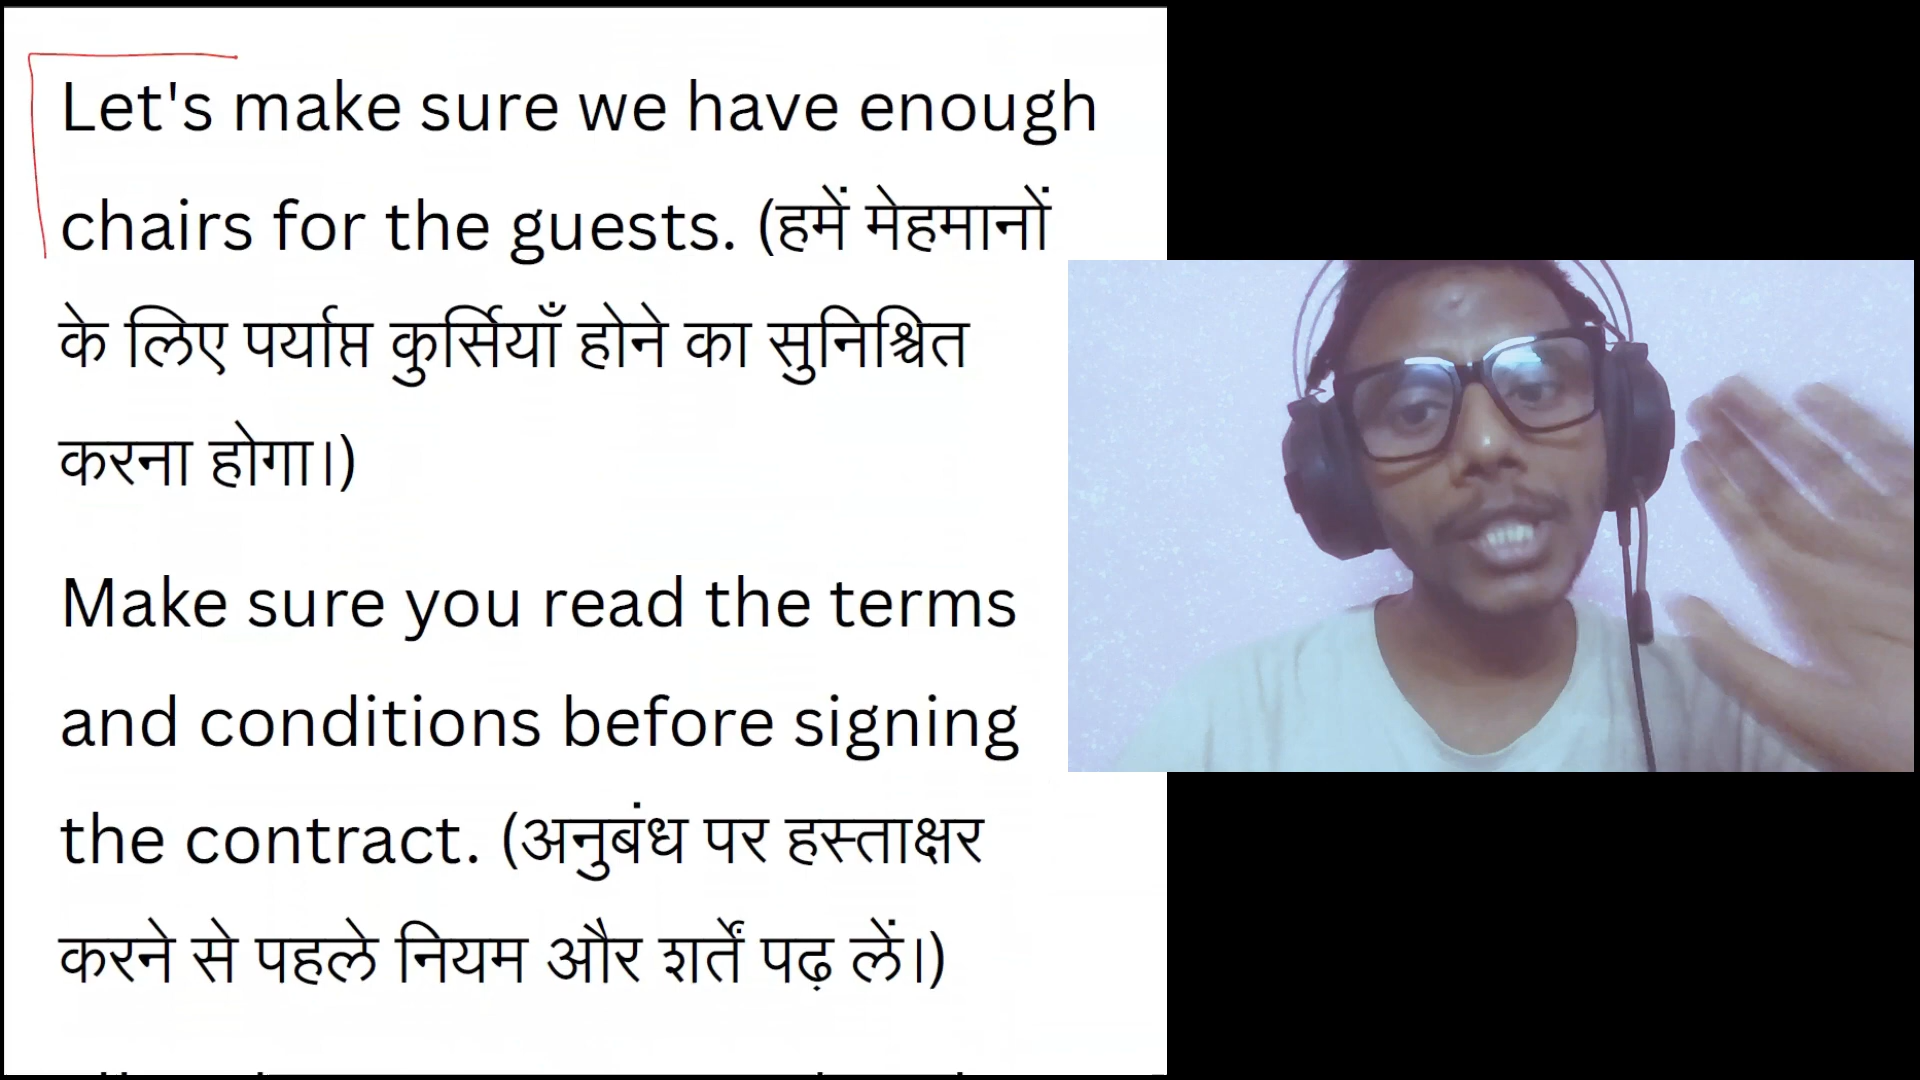 Let's make sure we have enough
chairs for the guests. (हमें मेहमानों
के लिए पर्याप्त कुर्सियाँ होने का सुनिश्चित
करना होगा।)
Make sure you read the terms
and conditions before signing
the contract. (अनुबंध पर हस्ताक्षर
करने से पहले नियम और शर्तें पढ़ लें।)